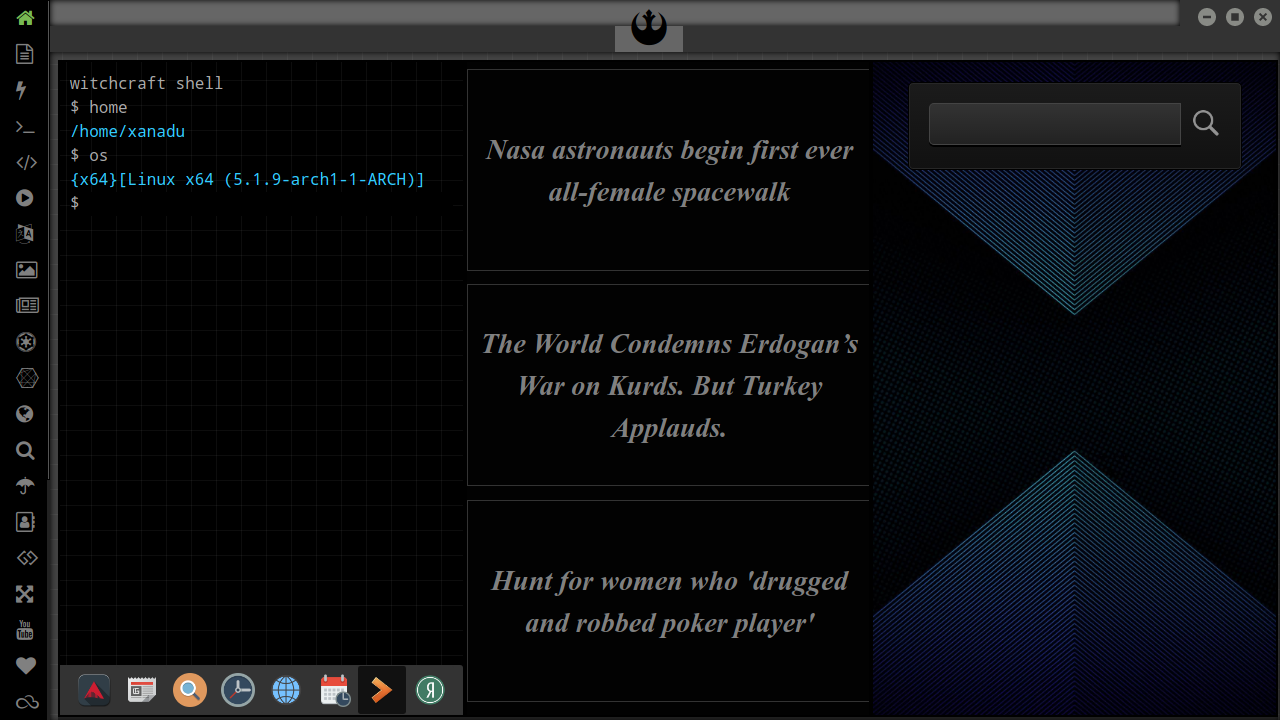 witchcraft shell
$ home
/home/xanadu
$ os
{x64}[Linux x64 (5.1.9-arch1-1-ARCH)]
$
Nasa astronauts begin first ever
all-female spacewalk
The World Condemns Erdogan’s
War on Kurds. But Turkey
Applauds.
Hunt for women who 'drugged
and robbed poker player'
You
Tube
Я